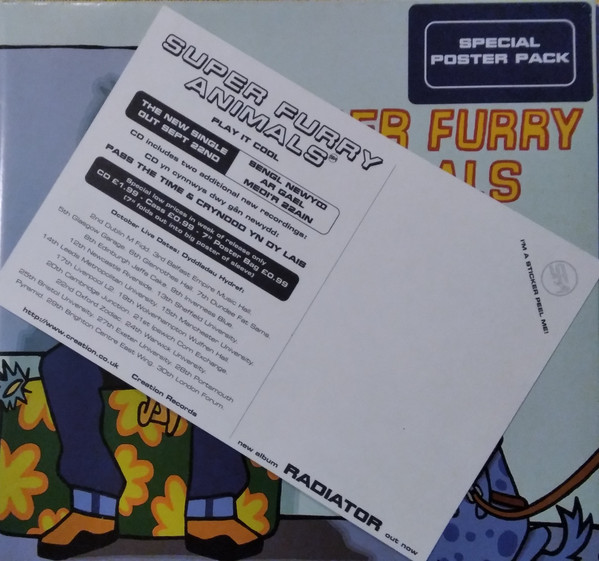 SPECIAL
POSTER PACK
ER FURRY
ALS
SUPER FURRY
ANIMALS
PLAY IT COOL
THE NEW SINGLE
OUT SEPT 22ND
SENGL NEWYDD
AR GAEL
MEDI'R 22AIN
CD includes two additional new recordings:
CD yn cynnwys dwy gân newydd:
PASS THE TIME & CRYNDOD YN DY LAIS
Special low prices in week of release only
CD £1.99 - Cass £0.99 - 7" Poster Bag £0.99
(7" folds out into big poster of sleeve)
October Live Dates: Dyddiadau Hydref:
2nd Dublin M Fidd, 3rd Belfast Empire Music Hall,
5th Glasgow Garage, 6th Glenrothes Hall, 7th Dundee Fat Sams,
8th Edinburgh Jaffa Cake, 9th Inverness Blue,
12th Newcastle Riverside, 13th Sheffield University,
14th Leeds Metropolitan University, 15th Manchester University,
17th Liverpool L2, 18th Wolverhampton Wulfren Hall
20th Cambridge Junction, 21st Ipswich Corn Exchange,
22nd Oxford Zodiac, 24th Warwick University,
25th Bristol University, 27th Exeter University, 28th Portsmouth
Pyramid, 29th Brighton Centre East Wing, 30th London Forum.
http://www.creation.co.uk
Creation Records
I'M A STICKER PEEL ME!
new album RADIATOR out now